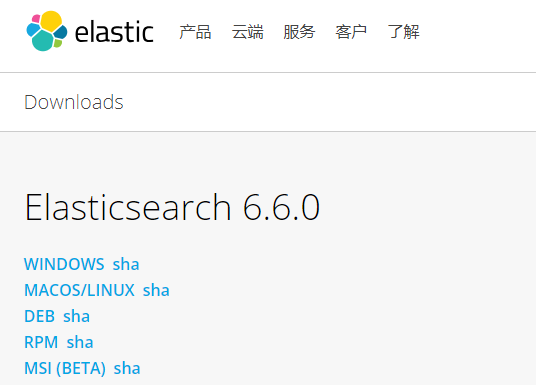 elastic 产品 云端 服务 客户 了解
Downloads
Elasticsearch 6.6.0
WINDOWS sha
MACOS/LINUX sha
DEB sha
RPM sha
MSI (BETA) sha